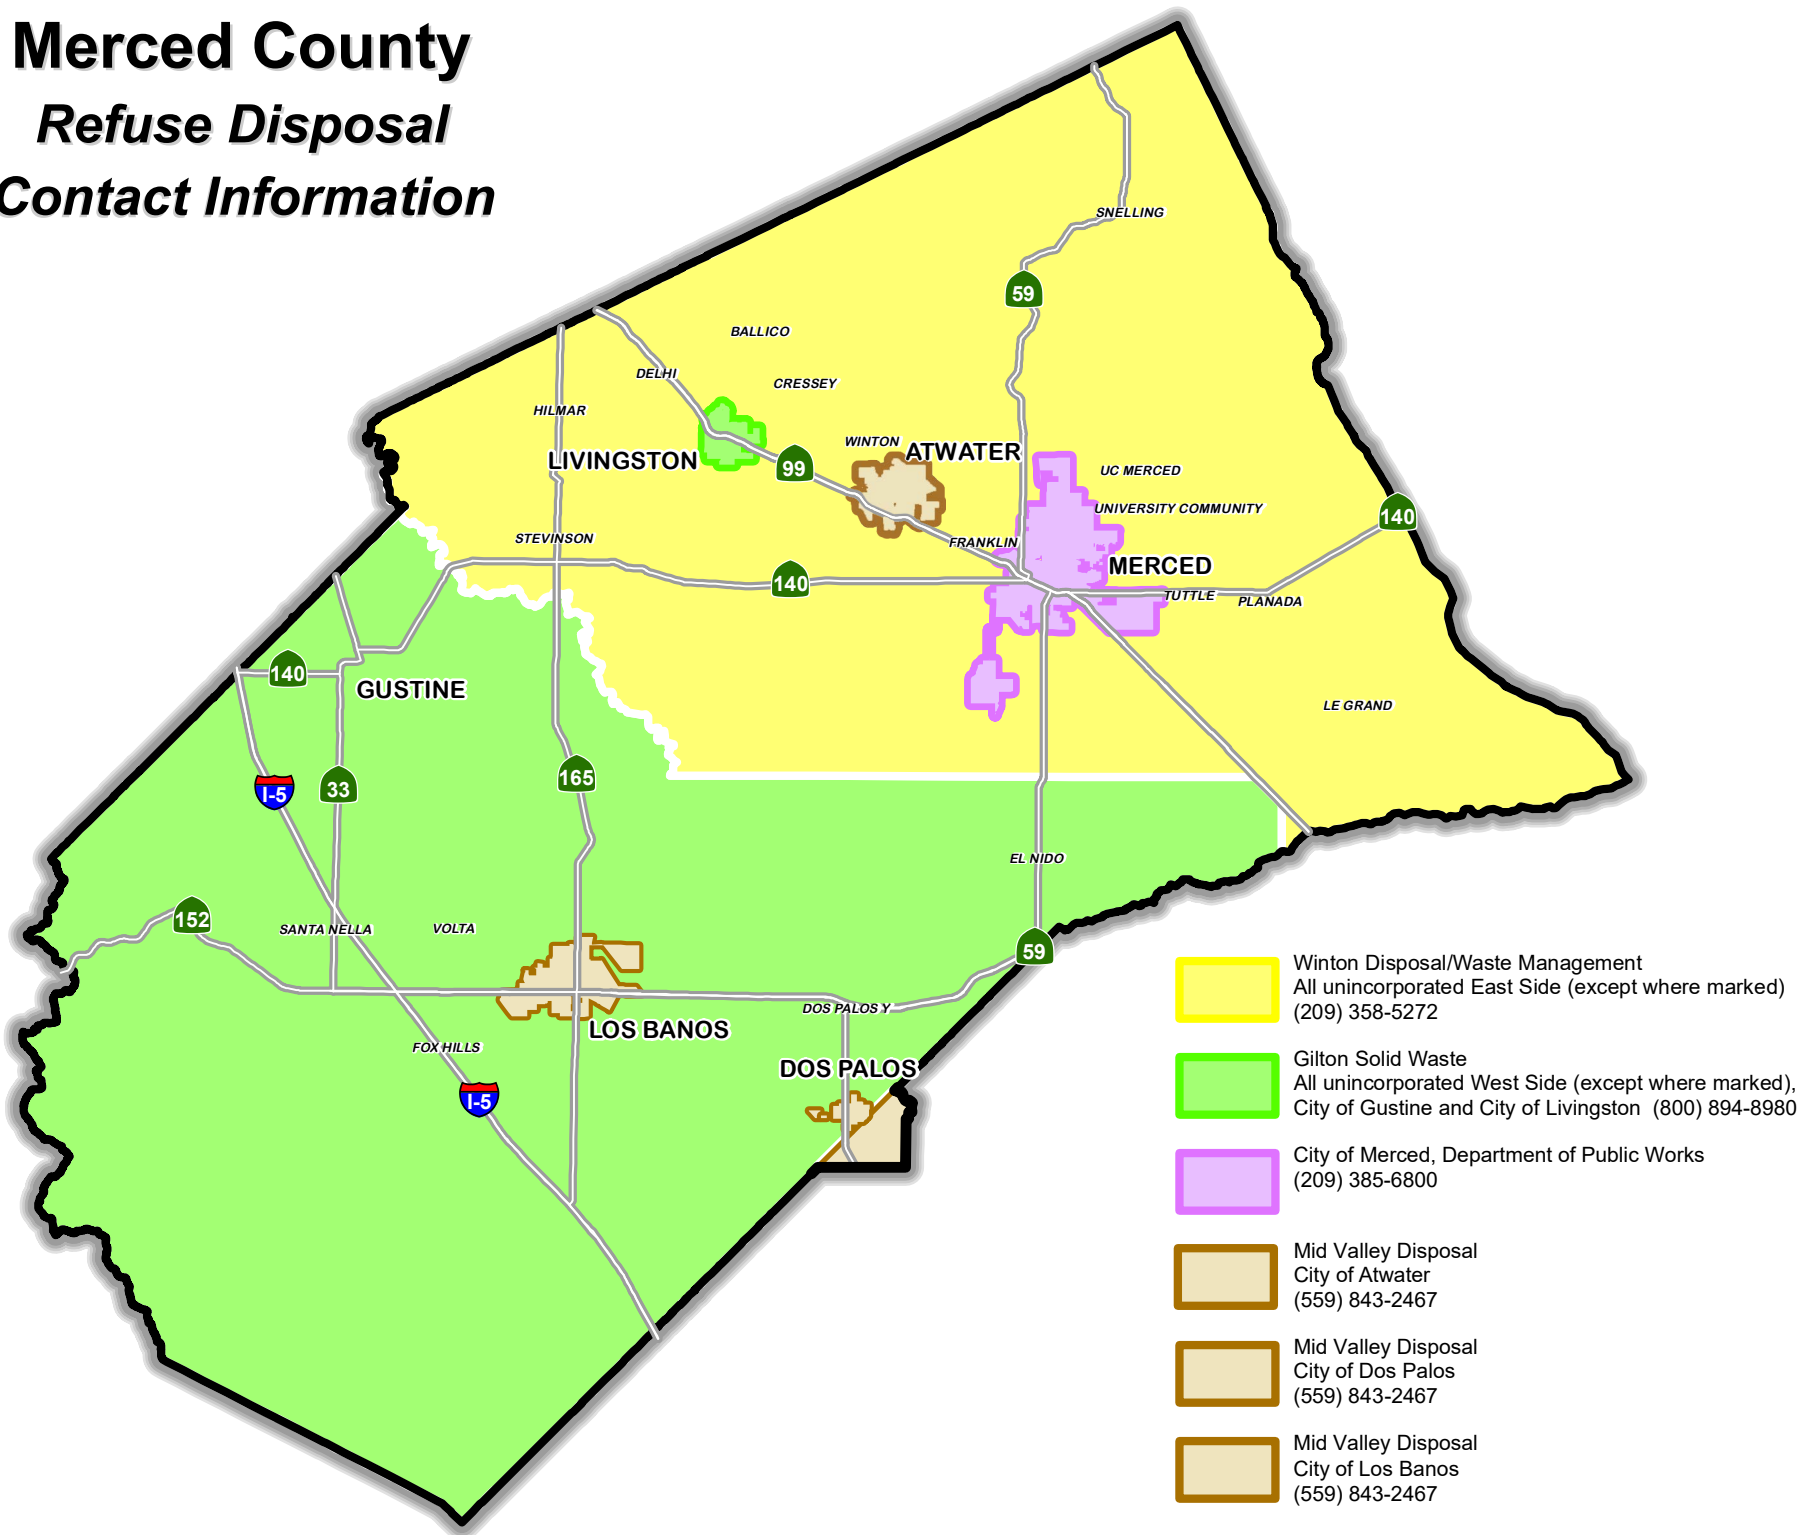 Merced County
Refuse Disposal
Contact Information
SNELLING
59
BALLICO
DELHI
CRESSEY
HILMAR
WINTON
ATWATER
LIVINGSTON
99
UC MERCED
UNIVERSITY COMMUNITY
140
STEVINSON
FRANKLIN
MERCED
140
TUTTLE
PLANADA
140
GUSTINE
LE GRAND
165
I-5
33
EL NIDO
152
SANTA NELLA
VOLTA
59
DOS PALOS Y
LOS BANOS
FOX HILLS
DOS PALOS
I-5
Winton Disposal/Waste Management
All unincorporated East Side (except where marked)
(209) 358-5272
Gilton Solid Waste
All unincorporated West Side (except where marked),
City of Gustine and City of Livingston (800) 894-8980
City of Merced, Department of Public Works
(209) 385-6800
Mid Valley Disposal
City of Atwater
(559) 843-2467
Mid Valley Disposal
City of Dos Palos
(559) 843-2467
Mid Valley Disposal
City of Los Banos
(559) 843-2467